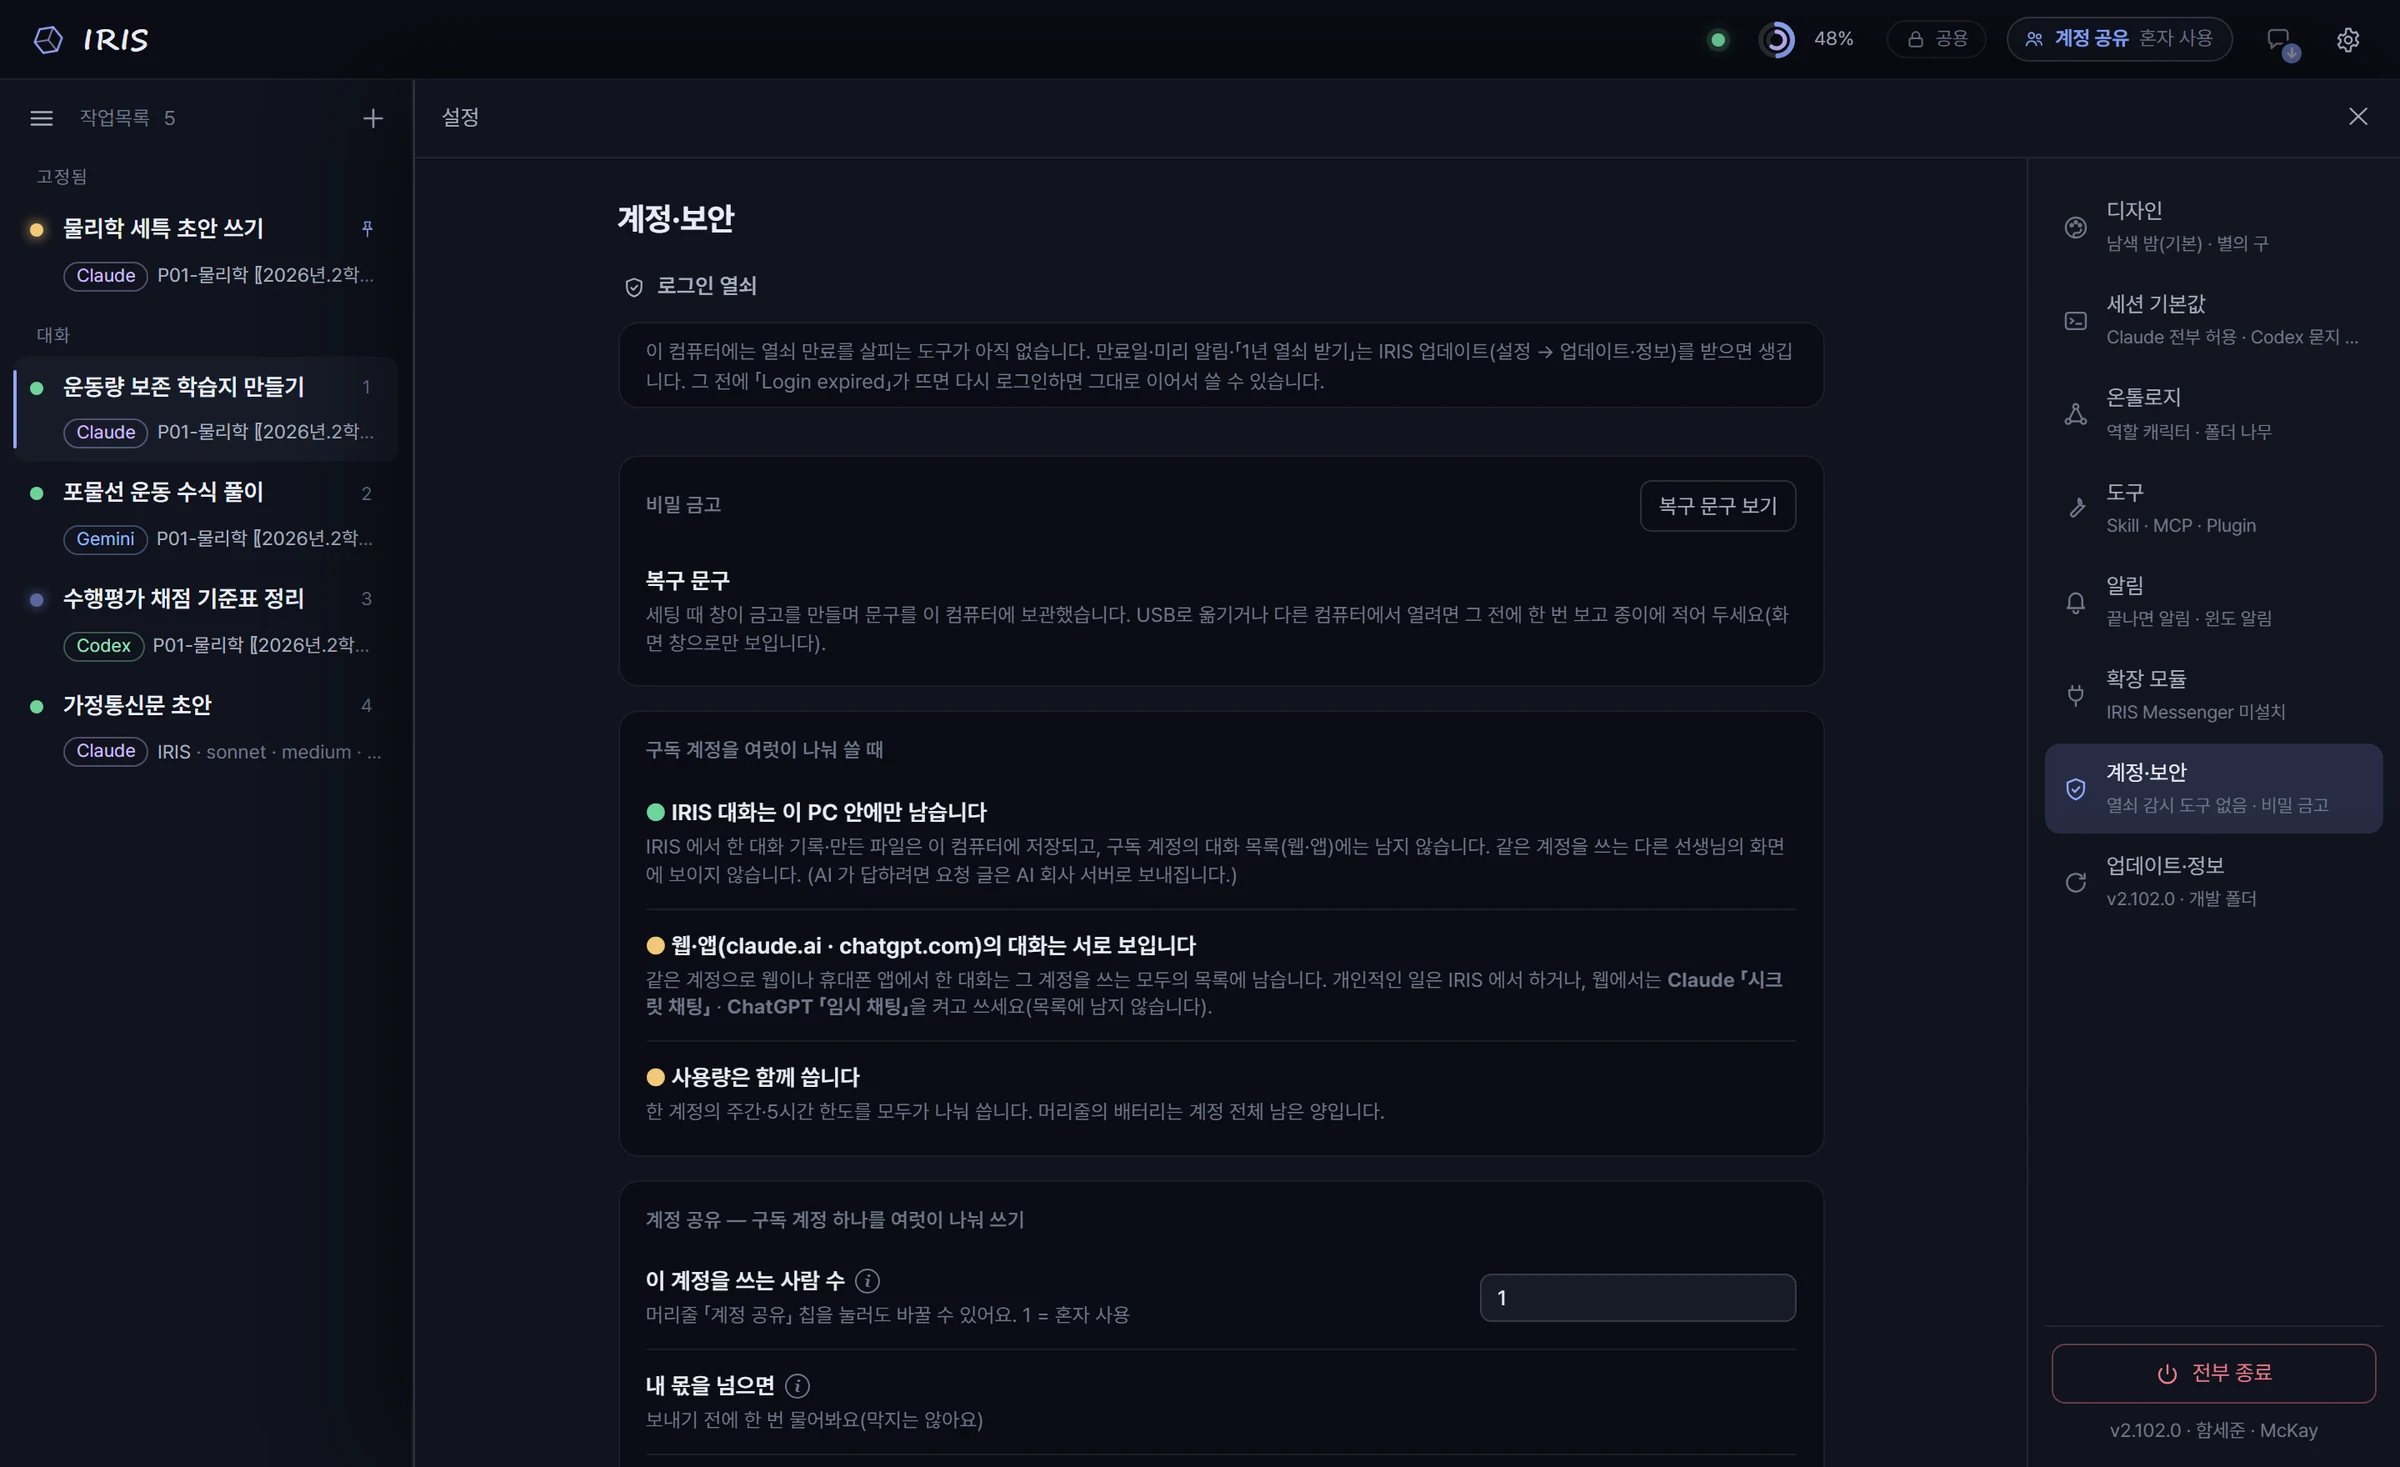 IRIS
48%
공용
계정 공유 혼자 사용
작업목록 5
고정됨
물리학 세특 초안 쓰기
Claude P01-물리학 〖2026년.2학...
대화
운동량 보존 학습지 만들기 1
Claude P01-물리학 〖2026년.2학...
포물선 운동 수식 풀이 2
Gemini P01-물리학 〖2026년.2학...
수행평가 채점 기준표 정리 3
Codex P01-물리학 〖2026년.2학...
가정통신문 초안 4
Claude IRIS · sonnet · medium · ...
설정
계정·보안
로그인 열쇠
이 컴퓨터에는 열쇠 만료를 살피는 도구가 아직 없습니다. 만료일·미리 알림·「1년 열쇠 받기」는 IRIS 업데이트(설정 → 업데이트·정보)를 받으면 생깁
니다. 그 전에 「Login expired」가 뜨면 다시 로그인하면 그대로 이어서 쓸 수 있습니다.
비밀 금고
복구 문구 보기
복구 문구
세팅 때 창이 금고를 만들며 문구를 이 컴퓨터에 보관했습니다. USB로 옮기거나 다른 컴퓨터에서 열려면 그 전에 한 번 보고 종이에 적어 두세요(화
면 창으로만 보입니다).
구독 계정을 여럿이 나눠 쓸 때
IRIS 대화는 이 PC 안에만 남습니다
IRIS 에서 한 대화 기록·만든 파일은 이 컴퓨터에 저장되고, 구독 계정의 대화 목록(웹·앱)에는 남지 않습니다. 같은 계정을 쓰는 다른 선생님의 화면
에 보이지 않습니다. (AI 가 답하려면 요청 글은 AI 회사 서버로 보내집니다.)
웹·앱(claude.ai · chatgpt.com)의 대화는 서로 보입니다
같은 계정으로 웹이나 휴대폰 앱에서 한 대화는 그 계정을 쓰는 모두의 목록에 남습니다. 개인적인 일은 IRIS 에서 하거나, 웹에서는 Claude 「시크
릿 채팅」 · ChatGPT 「임시 채팅」을 켜고 쓰세요(목록에 남지 않습니다).
사용량은 함께 씁니다
한 계정의 주간·5시간 한도를 모두가 나눠 씁니다. 머리줄의 배터리는 계정 전체 남은 양입니다.
계정 공유 — 구독 계정 하나를 여럿이 나눠 쓰기
이 계정을 쓰는 사람 수
머리줄 「계정 공유」 칩을 눌러도 바꿀 수 있어요. 1 = 혼자 사용
1
내 몫을 넘으면
보내기 전에 한 번 물어봐요(막지는 않아요)
디자인
남색 밤(기본) · 별의 구
세션 기본값
Claude 전부 허용 · Codex 묻지 ...
온톨로지
역할 캐릭터 · 폴더 나무
도구
Skill · MCP · Plugin
알림
끝나면 알림 · 윈도 알림
확장 모듈
IRIS Messenger 미설치
계정·보안
열쇠 감시 도구 없음 · 비밀 금고
업데이트·정보
v2.102.0 · 개발 폴더
전부 종료
v2.102.0 · 함세준 · McKay